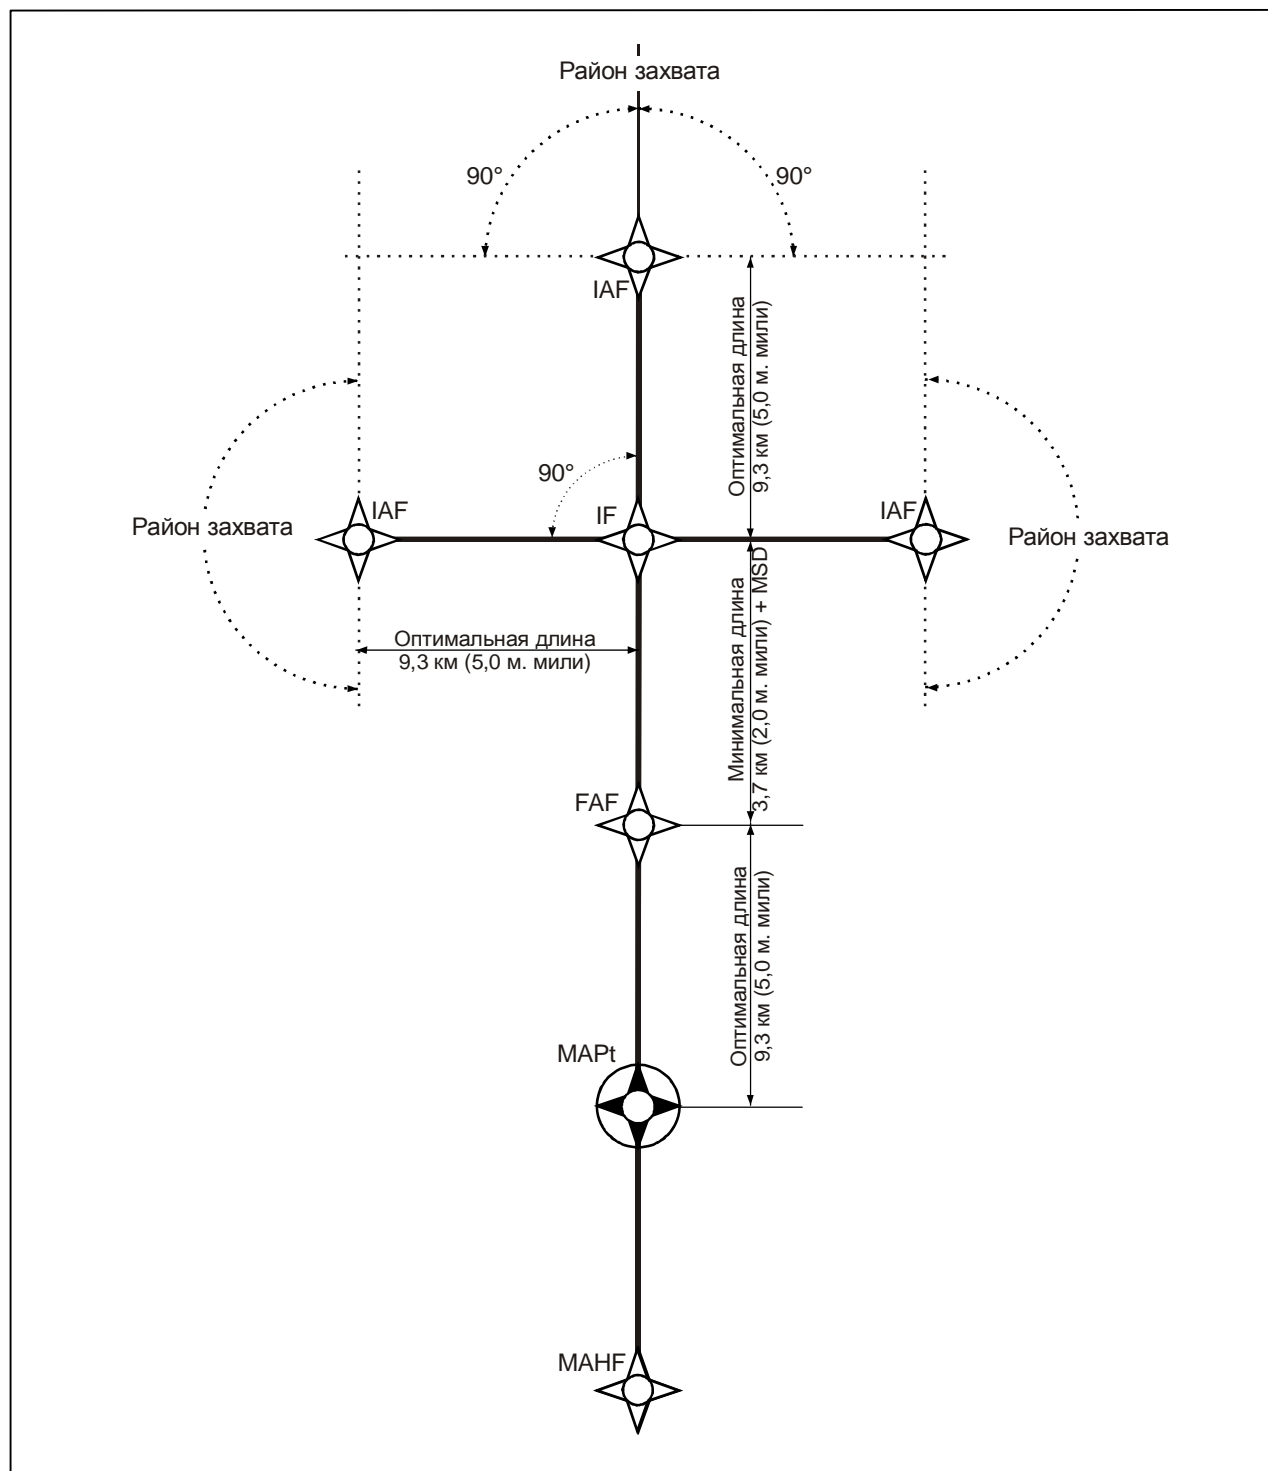 Район захвата
90°
90°
IAF
Оптимальная длина
9,3 км (5,0 м. мили)
90°
IAF
IF
IAF
Район захвата
Район захвата
Оптимальная длина
9,3 км (5,0 м. мили)
Минимальная длина
3,7 км (2,0 м. мили) + MSD
FAF
Оптимальная длина
9,3 км (5,0 м. мили)
MAPt
MAHF